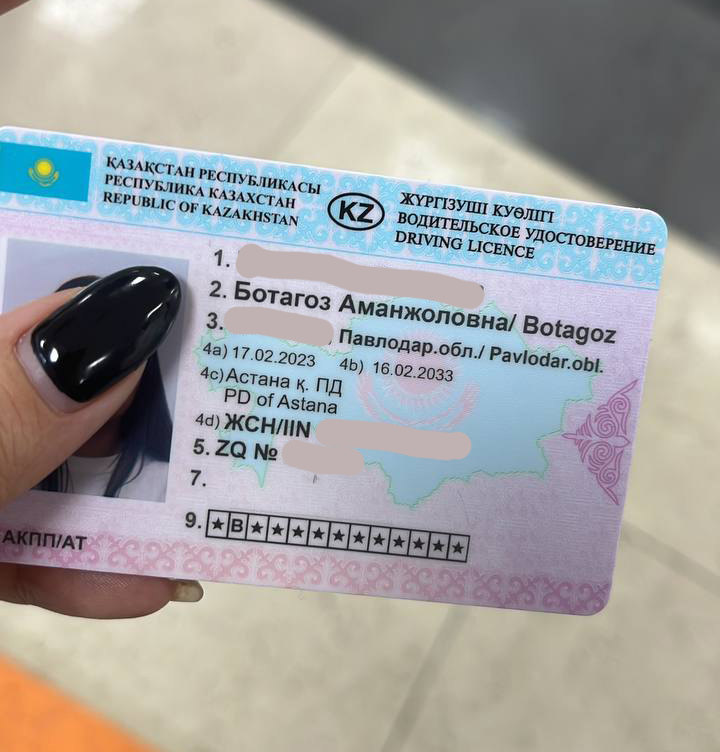 ҚАЗАҚСТАН РЕСПУБЛИКАСЫ
РЕСПУБЛИКА КАЗАХСТАН
REPUBLIC OF KAZAKHSTAN
KZ
ЖҮРГІЗУШІ КУӘЛІГІ
ВОДИТЕЛЬСКОЕ УДОСТОВЕРЕНИЕ
DRIVING LICENCE
1.
2. Ботагоз Аманжоловна/ Botagoz
3. , Павлодар.обл./ Pavlodar.obl.
4a) 17.02.2023 4b) 16.02.2033
4c) Астана қ. ПД
PD of Astana
4d) ЖСН/IIN
5. ZQ №
7.
9. ★B★★★★★★★★★★★★
АКПП/АТ